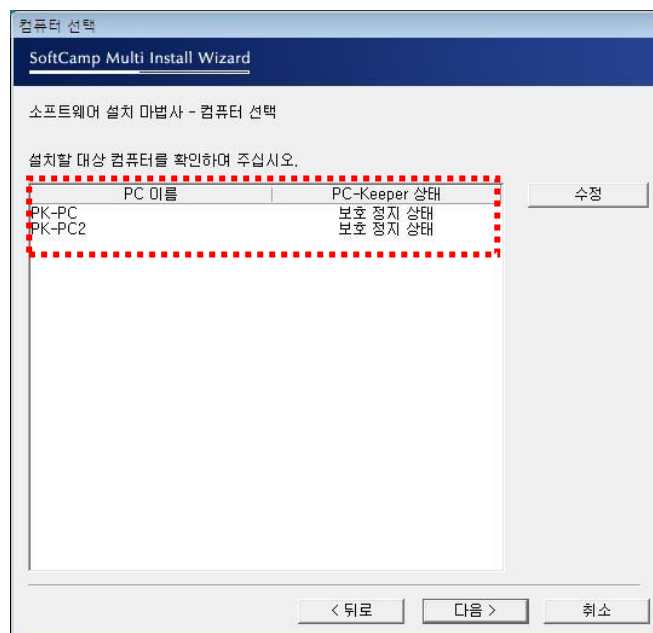 컴퓨터 선택
SoftCamp Multi Install Wizard
소프트웨어 설치 마법사 - 컴퓨터 선택
설치할 대상 컴퓨터를 확인하여 주십시오.
PC 이름 PC-Keeper 상태 수정
PK-PC 보호 정지 상태
PK-PC2 보호 정지 상태
< 뒤로 다음 > 취소